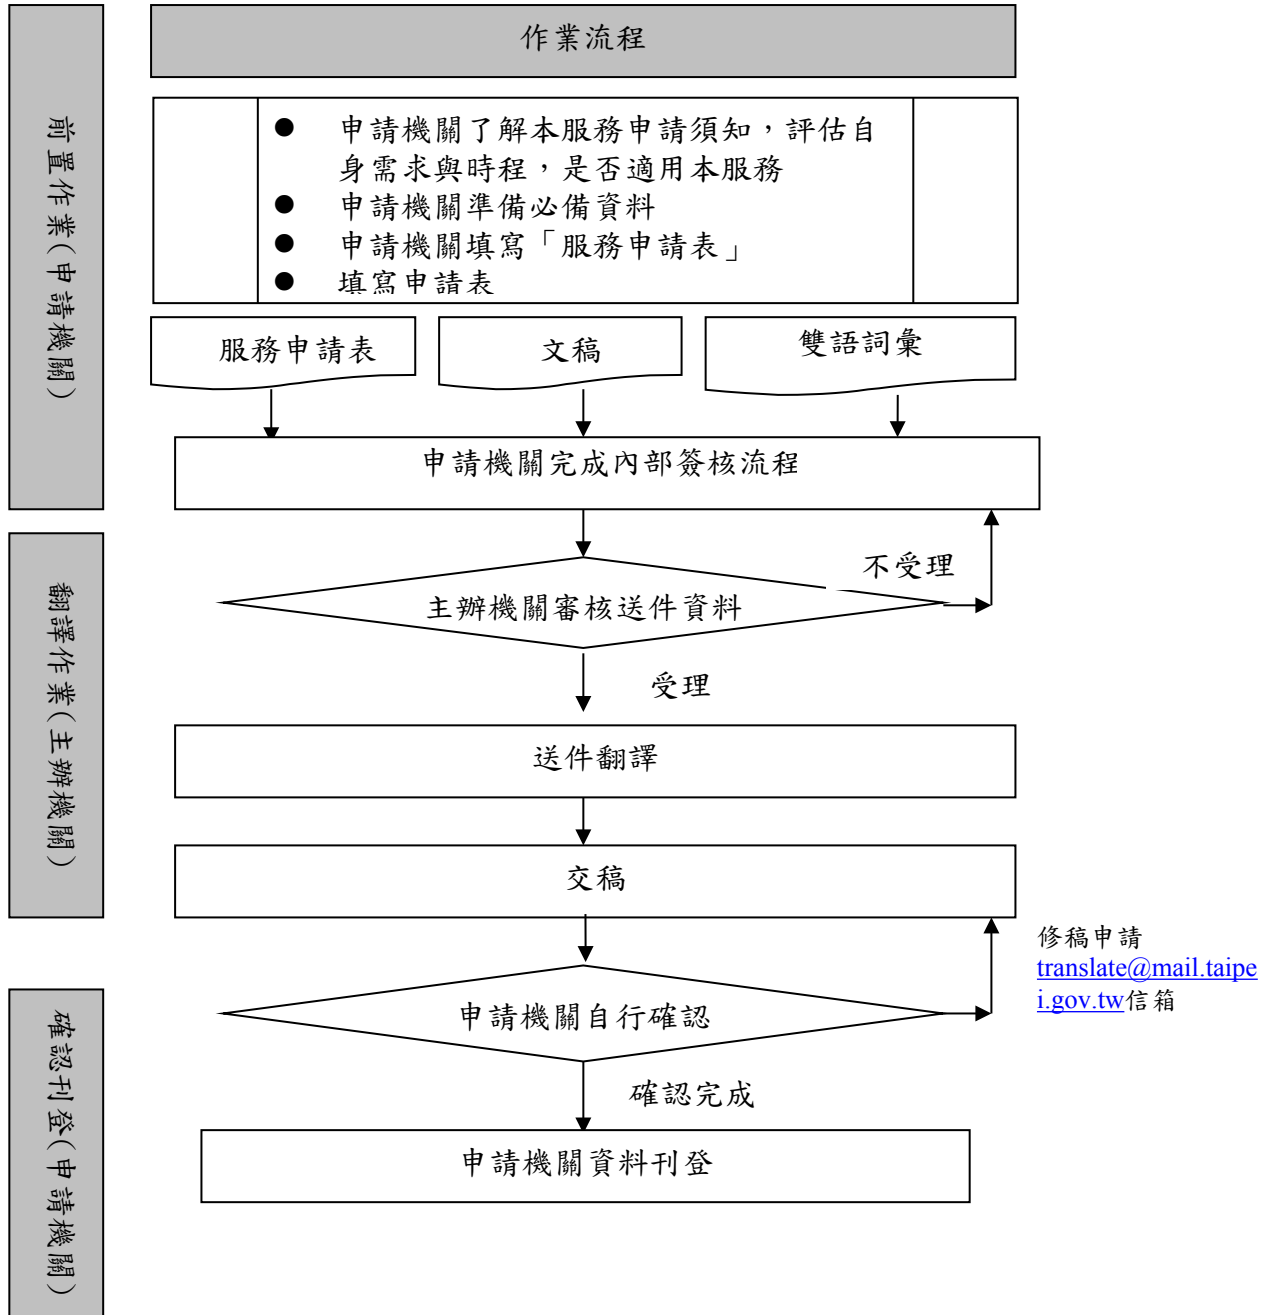 作業流程
前置作業(申請機關)
● 申請機關了解本服務申請須知，評估自
身需求與時程，是否適用本服務
● 申請機關準備必備資料
● 申請機關填寫「服務申請表」
● 填寫申請表
服務申請表
文稿
雙語詞彙
申請機關完成內部簽核流程
翻譯作業(主辦機關)
不受理
主辦機關審核送件資料
受理
送件翻譯
交稿
修稿申請
translate@mail.taipe
i.gov.tw信箱
確認刊登(申請機關)
申請機關自行確認
確認完成
申請機關資料刊登